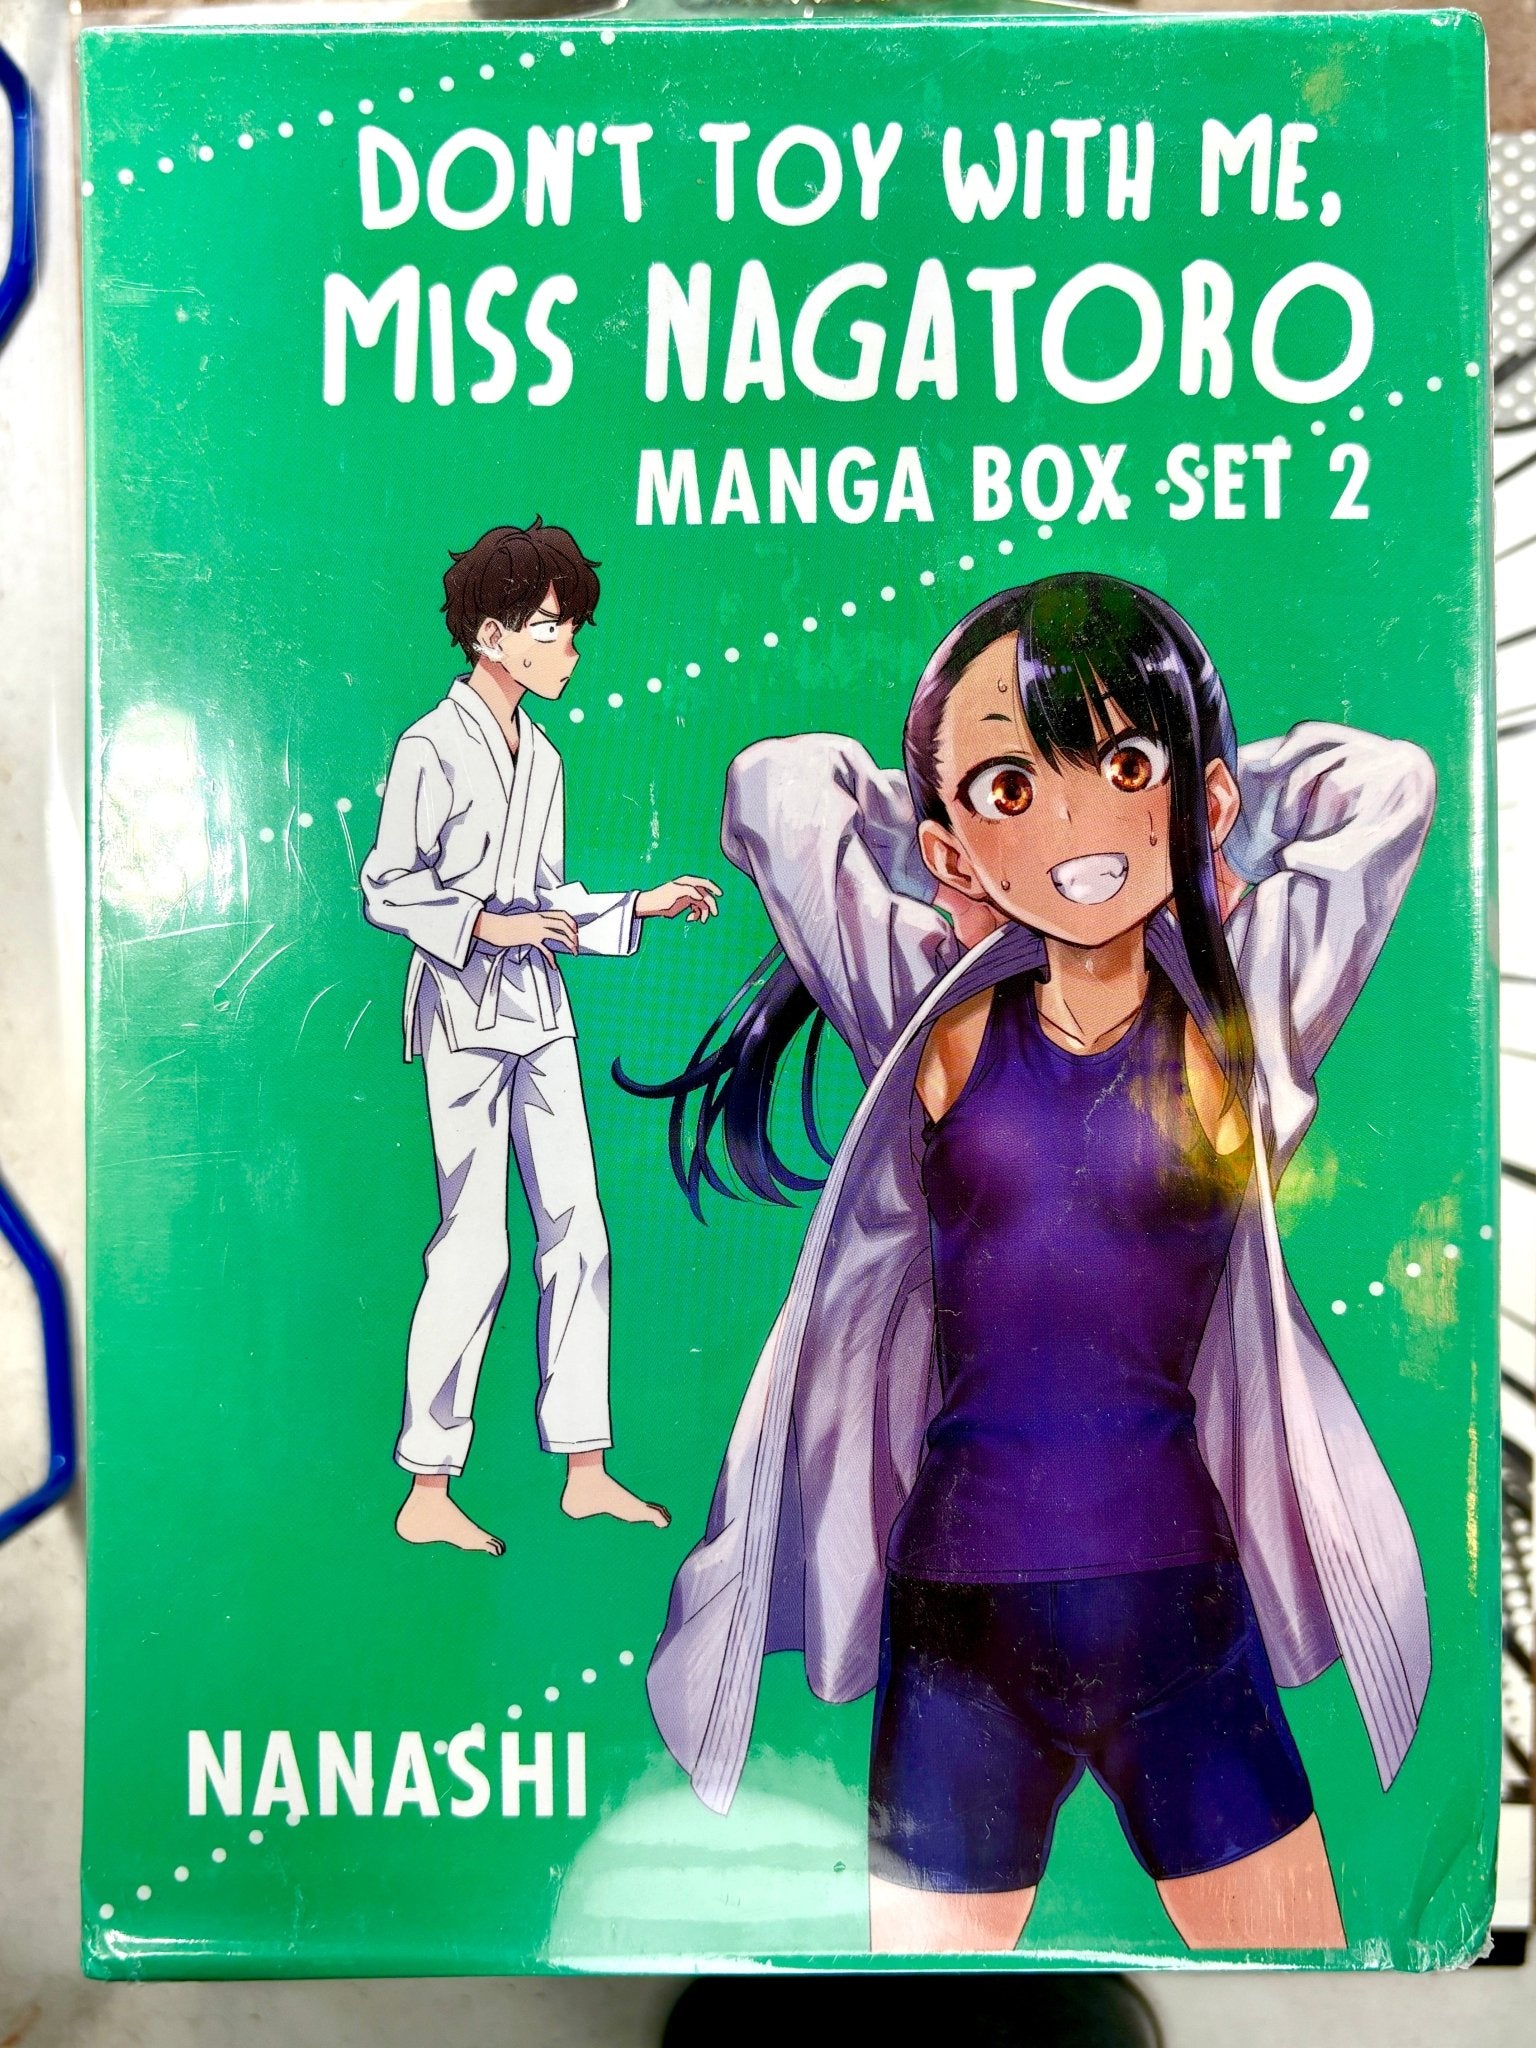 DON'T TOY WITH ME,
MISS NAGATORO
MANGA BOX SET 2
NANASHI